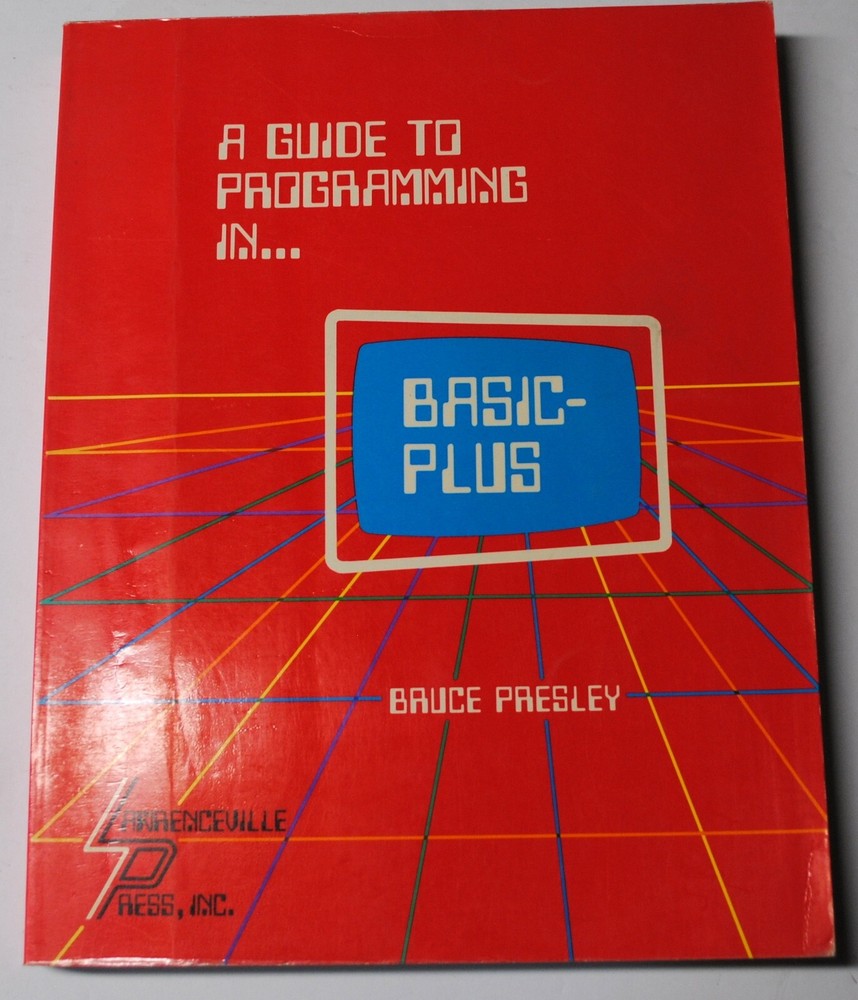 A GUIDE TO
PROGRAMMING
IN...
BASIC-
PLUS
BRUCE PRESLEY
LAWRENCEVILLE
PRESS, INC.